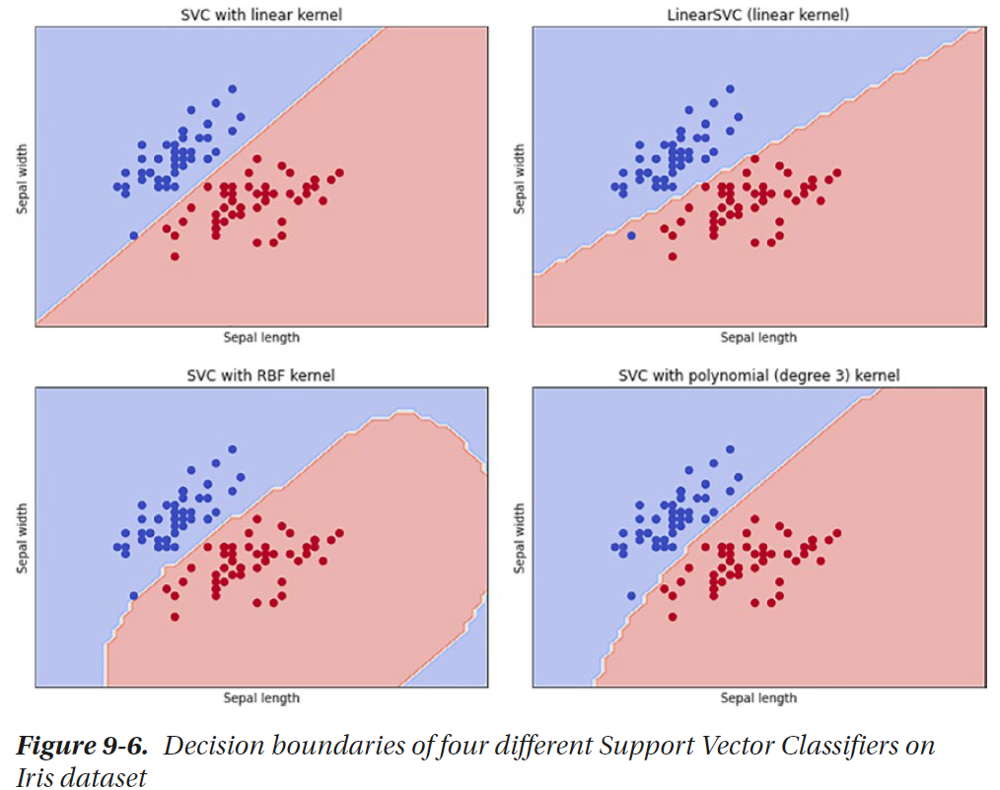 SVC with linear kernel
LinearSVC (linear kernel)
Sepal width
Sepal width
Sepal length
Sepal length
SVC with RBF kernel
SVC with polynomial (degree 3) kernel
Sepal width
Sepal width
Sepal length
Sepal length
Figure 9-6. Decision boundaries of four different Support Vector Classifiers on
Iris dataset